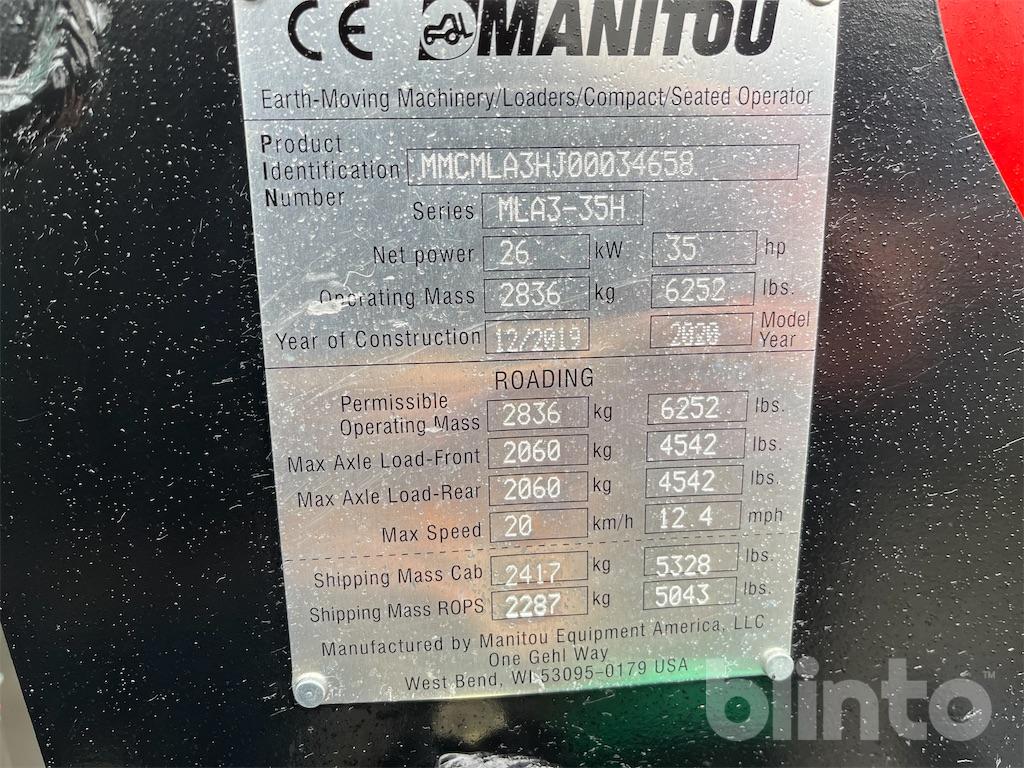 CE MANITOU
Earth-Moving Machinery/Loaders/Compact/Seated Operator
Product
Identification MMCMLA3HJ00034658
Number
Series MLA3-35H
Net power 26 kW 35 hp
Operating Mass 2836 kg 6252 lbs.
Year of Construction 12/2019 2020 Model Year
ROADING
Permissible
Operating Mass 2836 kg 6252 lbs.
Max Axle Load-Front 2060 kg 4542 lbs.
Max Axle Load-Rear 2060 kg 4542 lbs.
Max Speed 20 km/h 12.4 mph
Shipping Mass Cab 2417 kg 5328 lbs.
Shipping Mass ROPS 2287 kg 5043 lbs.
Manufactured by Manitou Equipment America, LLC
One Gehl Way
West Bend, WI 53095-0179 USA
blinto™